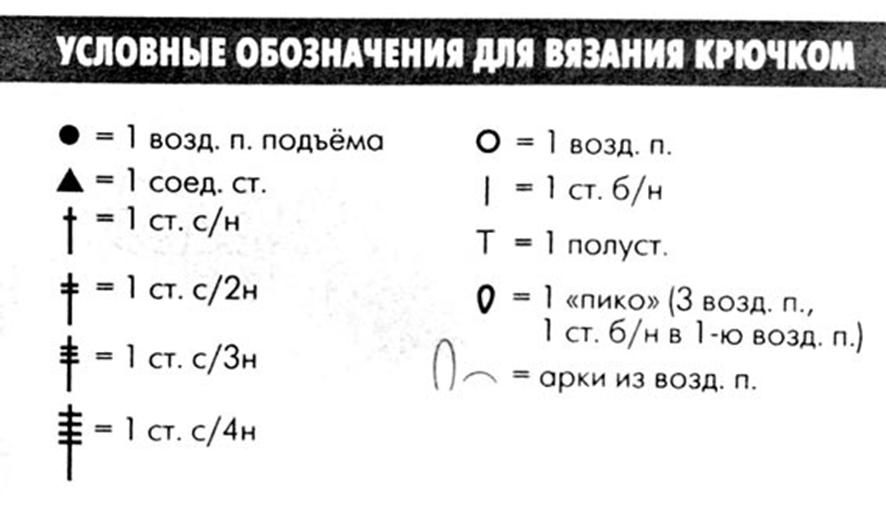 УСЛОВНЫЕ ОБОЗНАЧЕНИЯ ДЛЯ ВЯЗАНИЯ КРЮЧКОМ
= 1 возд. п. подъёма
= 1 соед. ст.
= 1 ст. с/н
= 1 ст. с/2н
= 1 ст. с/3н
= 1 ст. с/4н
= 1 возд. п.
= 1 ст. б/н
= 1 полуст.
= 1 «пико» (3 возд. п.,
1 ст. б/н в 1-ю возд. п.)
= арки из возд. п.